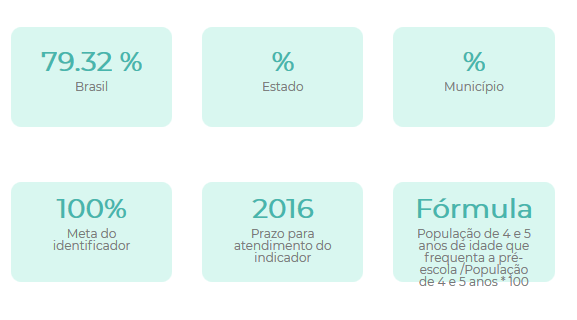 79.32 %
Brasil
%
Estado
%
Município
100%
Meta do
identificador
2016
Prazo para
atendimento do
indicador
Fórmula
População de 4 e 5
anos de idade que
frequenta a pré-
escola /População
de 4 e 5 anos * 100